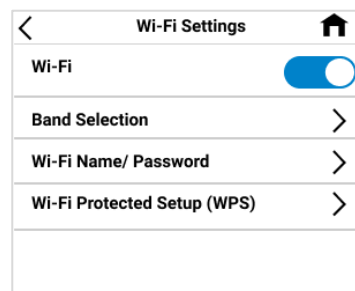 Wi-Fi Settings
Wi-Fi
Band Selection
Wi-Fi Name/ Password
Wi-Fi Protected Setup (WPS)